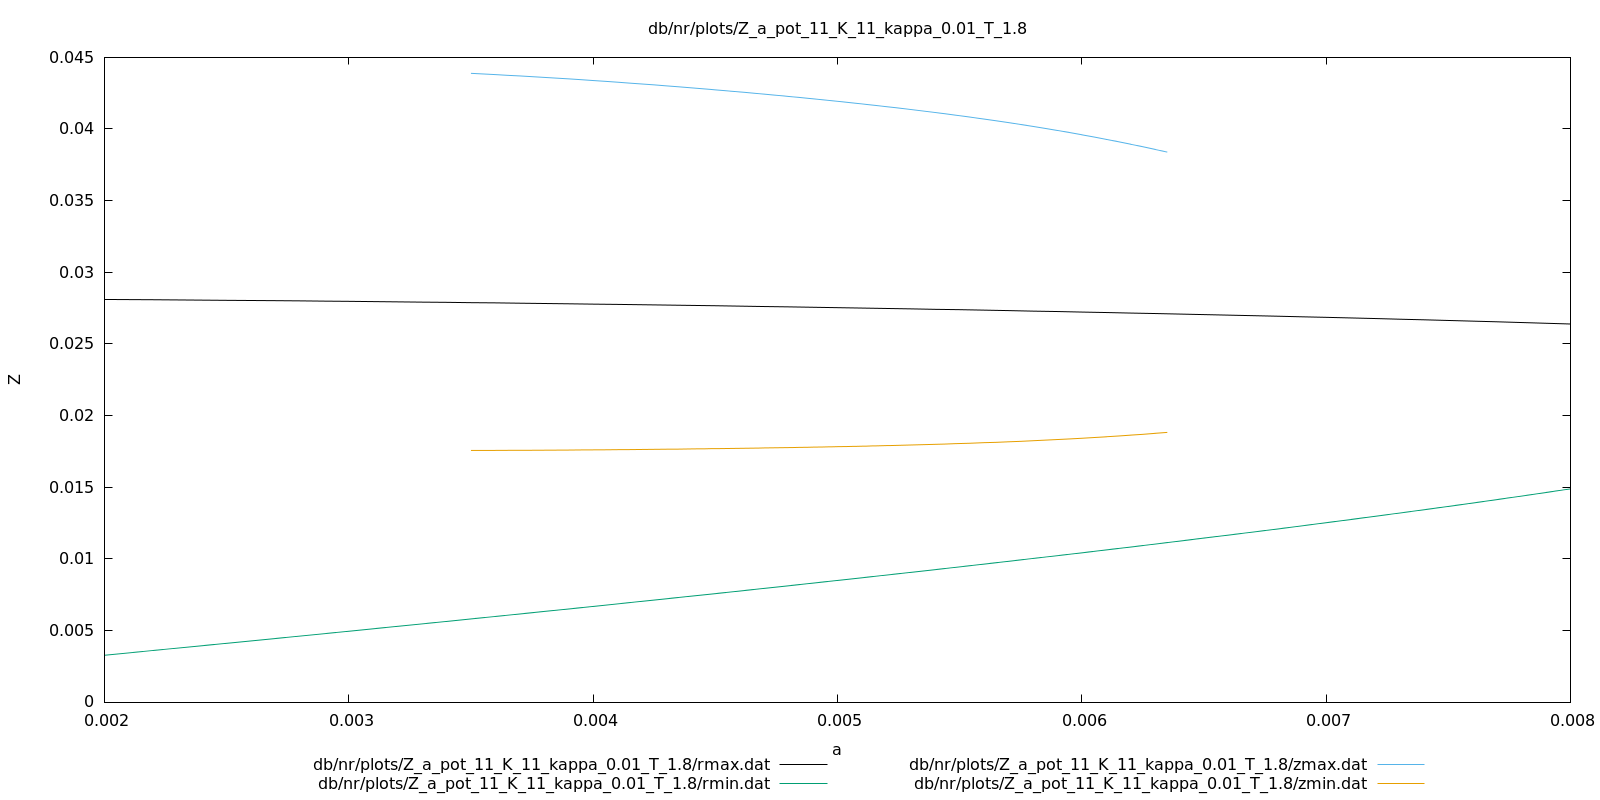 db/nr/plots/Z_a_pot_11_K_11_kappa_0.01_T_1.8
0.045
0.04
0.035
0.03
0.025
0.02
0.015
0.01
0.005
0
Z
0.002 0.003 0.004 0.005 0.006 0.007 0.008
a
db/nr/plots/Z_a_pot_11_K_11_kappa_0.01_T_1.8/rmax.dat db/nr/plots/Z_a_pot_11_K_11_kappa_0.01_T_1.8/zmax.dat
db/nr/plots/Z_a_pot_11_K_11_kappa_0.01_T_1.8/rmin.dat db/nr/plots/Z_a_pot_11_K_11_kappa_0.01_T_1.8/zmin.dat